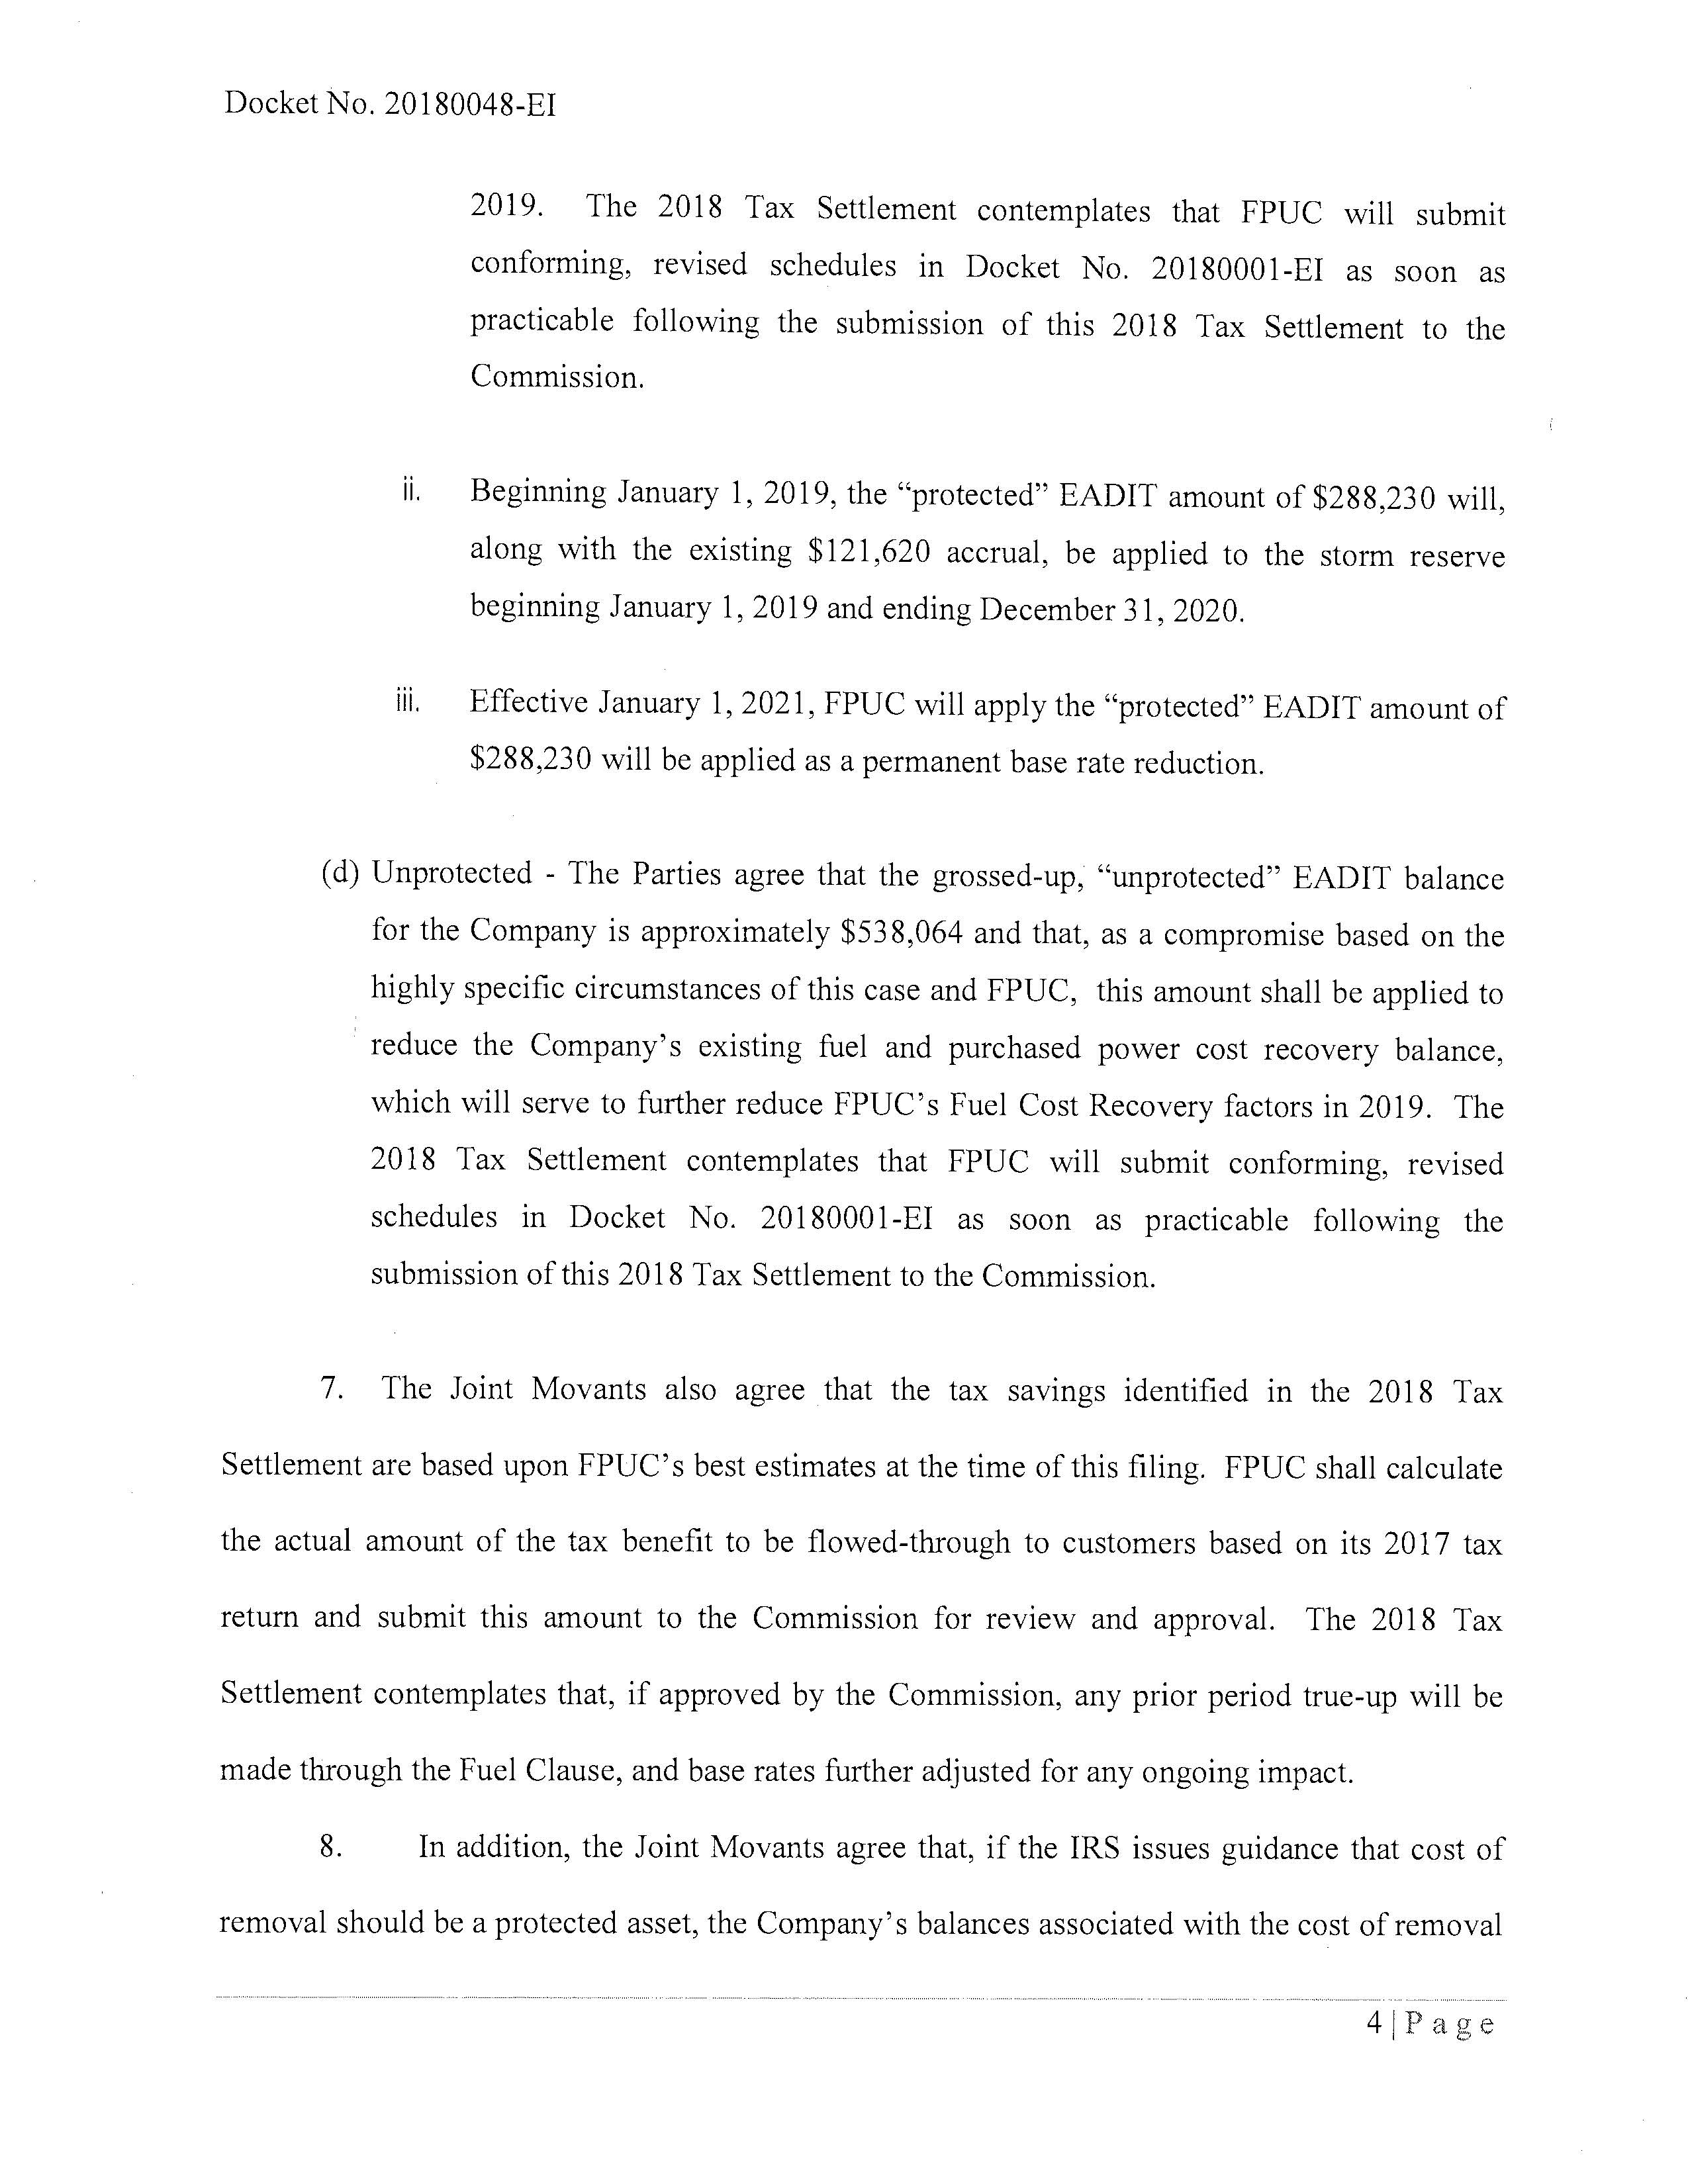 Docket No. 20180048-EI
2019. The 2018 Tax Settlement contemplates that FPUC will submit
conforming, revised schedules in Docket No. 20180001-EI as soon as
practicable following the submission of this 2018 Tax Settlement to the
Commission.
ii. Beginning January 1, 2019, the “protected” EADIT amount of $288,230 will,
along with the existing $121,620 accrual, be applied to the storm reserve
beginning January 1, 2019 and ending December 31, 2020.
iii. Effective January 1, 2021, FPUC will apply the “protected” EADIT amount of
$288,230 will be applied as a permanent base rate reduction.
(d) Unprotected - The Parties agree that the grossed-up, “unprotected” EADIT balance
for the Company is approximately $538,064 and that, as a compromise based on the
highly specific circumstances of this case and FPUC, this amount shall be applied to
reduce the Company’s existing fuel and purchased power cost recovery balance,
which will serve to further reduce FPUC’s Fuel Cost Recovery factors in 2019. The
2018 Tax Settlement contemplates that FPUC will submit conforming, revised
schedules in Docket No. 20180001-EI as soon as practicable following the
submission of this 2018 Tax Settlement to the Commission.
7. The Joint Movants also agree that the tax savings identified in the 2018 Tax
Settlement are based upon FPUC’s best estimates at the time of this filing. FPUC shall calculate
the actual amount of the tax benefit to be flowed-through to customers based on its 2017 tax
return and submit this amount to the Commission for review and approval. The 2018 Tax
Settlement contemplates that, if approved by the Commission, any prior period true-up will be
made through the Fuel Clause, and base rates further adjusted for any ongoing impact.
8. In addition, the Joint Movants agree that, if the IRS issues guidance that cost of
removal should be a protected asset, the Company’s balances associated with the cost of removal
4 | P a g e